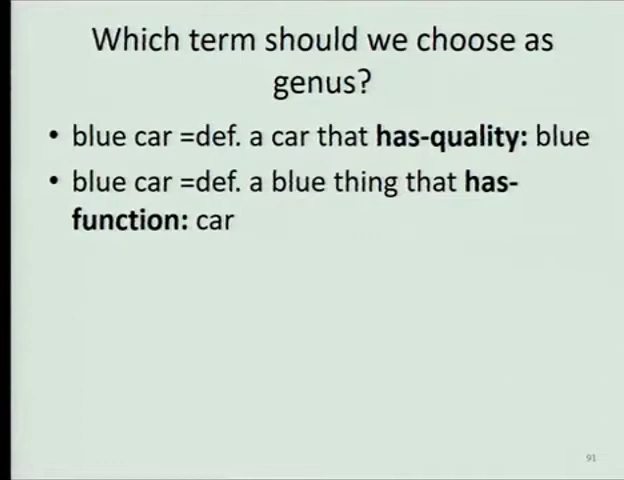 Which term should we choose as
genus?
• blue car =def. a car that has-quality: blue
• blue car =def. a blue thing that has-
function: car
91